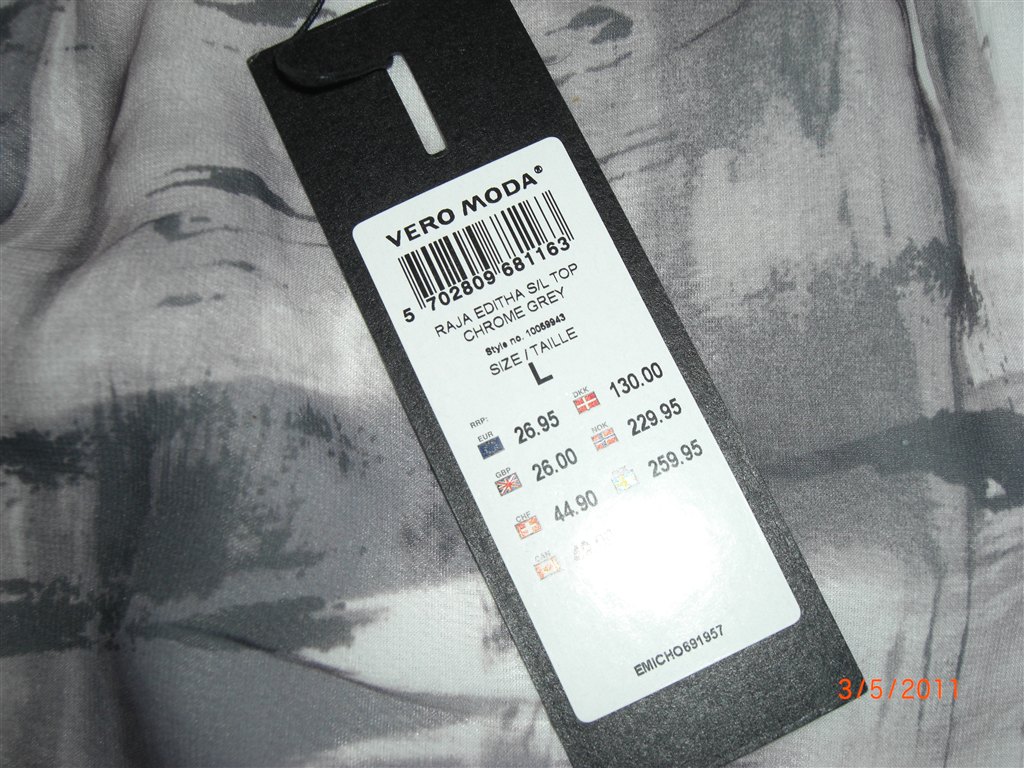 VERO MODA®
5 702809 681163
RAJA EDITHA S/L TOP
CHROME GREY
Style no. 10059943
SIZE / TAILLE
L
RRP:
EUR 26.95 DKK 130.00
GBP 26.00 NOK 229.95
CHF 44.90 259.95
CAN
EMICHO691957
3/5/2011